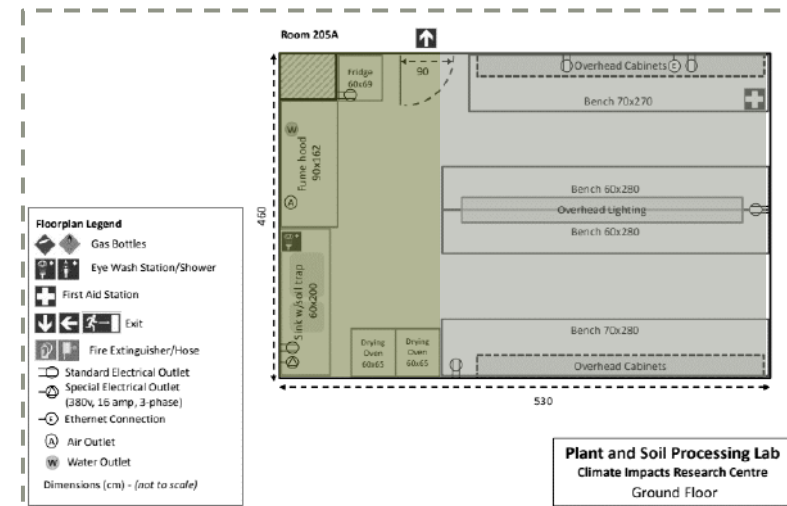 Room 205A
90
Fridge
60x69
Overhead Cabinets
E
Bench 70x270
W
Fume hood
90x162
A
460
Bench 60x280
Overhead Lighting
Bench 60x280
Sink w/soil trap
60x200
Drying
Oven
60x65
Drying
Oven
60x65
Bench 70x280
Overhead Cabinets
530
Floorplan Legend
Gas Bottles
Eye Wash Station/Shower
First Aid Station
Exit
Fire Extinguisher/Hose
Standard Electrical Outlet
Special Electrical Outlet
(380v, 16 amp, 3-phase)
E Ethernet Connection
A Air Outlet
W Water Outlet
Dimensions (cm) - (not to scale)
Plant and Soil Processing Lab
Climate Impacts Research Centre
Ground Floor